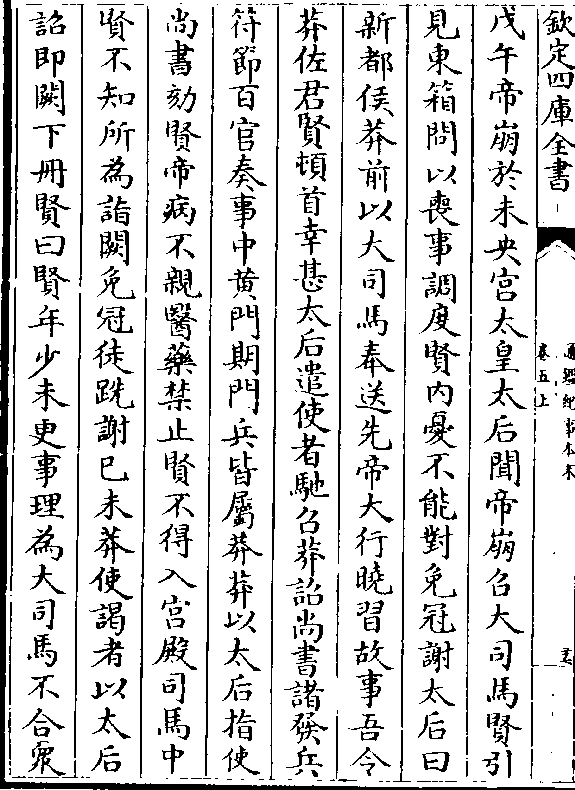 欽定四庫全書
通鑑紀事本末
卷五上
戊午帝崩於未央宫太皇太后聞帝崩召大司馬賢引
見東箱問以喪事調度賢内憂不能對免冠謝太后曰
新都侯莽前以大司馬奉送先帝大行曉習故事吾令
莽佐君賢頓首幸甚太后遣使者馳召莽詔尚書諸發兵
符節百官奏事中黄門期門兵皆屬莽莽以太后指使
尚書劾賢帝病不親醫藥禁止賢不得入宫殿司馬中
賢不知所為詣闕免冠徒跣謝巳未莽使謁者以太后
詔即闕下册賢曰賢年少未更事理為大司馬不合衆